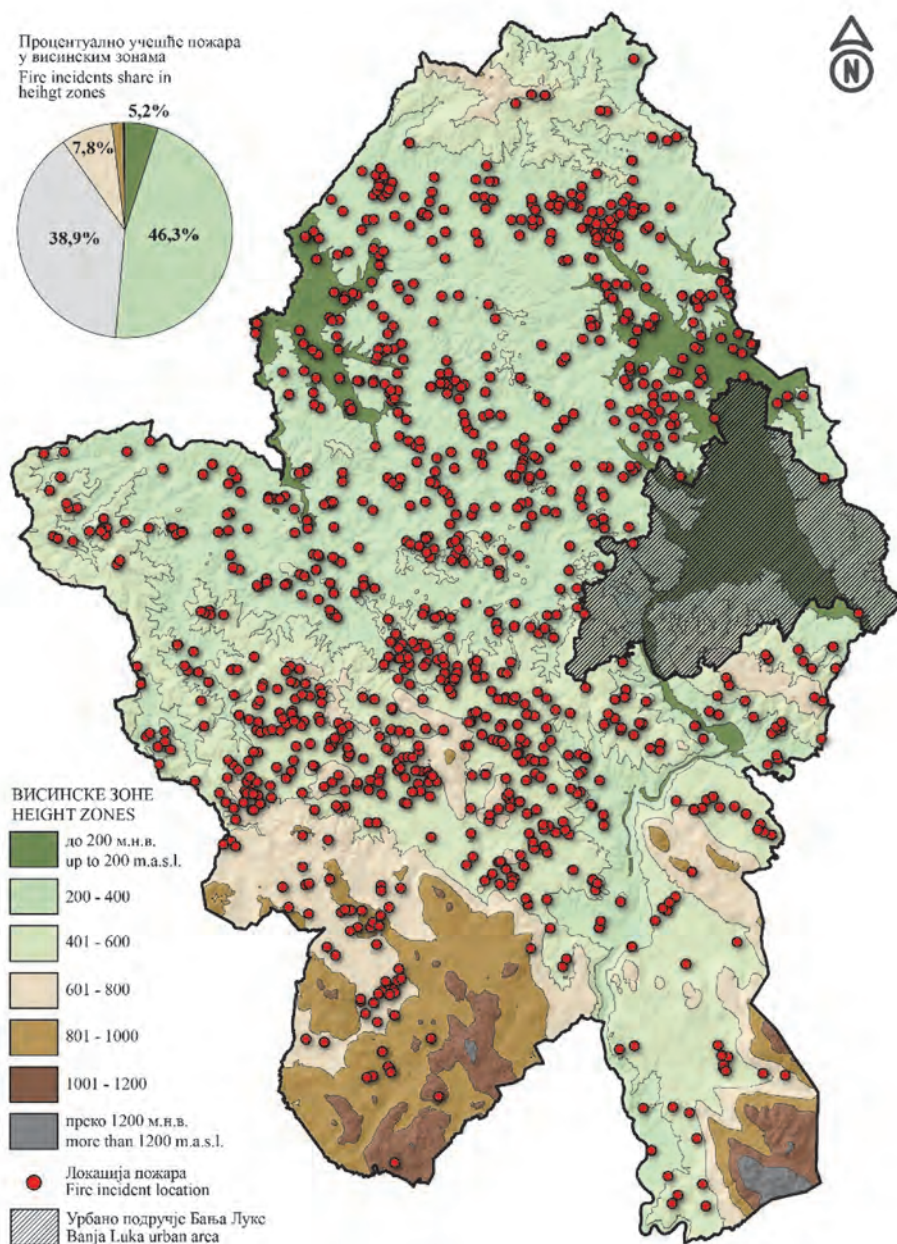 Процентуално учешће пожара
у висинским зонама
Fire incidents share in
heihgt zones
5,2%
7,8%
38,9%
46,3%
N
ВИСИНСКЕ ЗОНЕ
HEIGHT ZONES
до 200 м.н.в.
up to 200 m.a.s.l.
200 - 400
401 - 600
601 - 800
801 - 1000
1001 - 1200
преко 1200 м.н.в.
more than 1200 m.a.s.l.
Локација пожара
Fire incident location
Урбано подручје Бања Луке
Banja Luka urban area